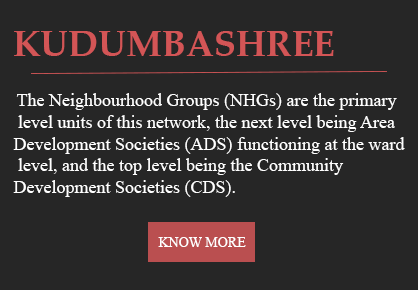 KUDUMBASHREE
The Neighbourhood Groups (NHGs) are the primary
level units of this network, the next level being Area
Development Societies (ADS) functioning at the ward
level, and the top level being the Community
Development Societies (CDS).
KNOW MORE